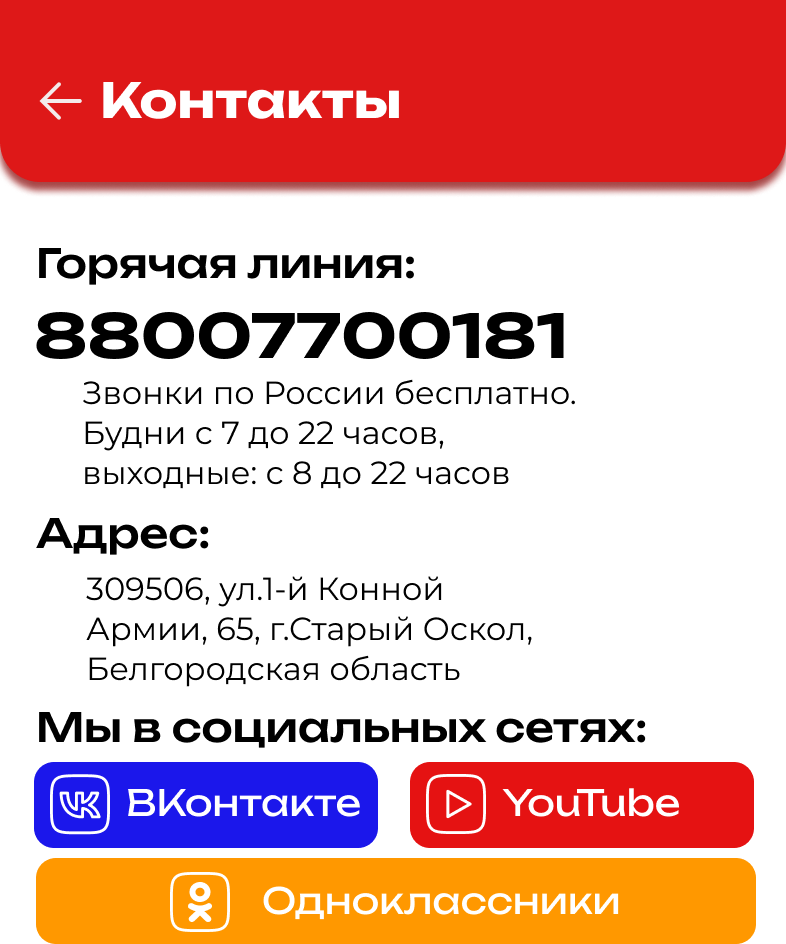 Контакты
Горячая линия:
88007700181
Звонки по России бесплатно.
Будни с 7 до 22 часов,
выходные: с 8 до 22 часов
Адрес:
309506, ул.1-й Конной
Армии, 65, г.Старый Оскол,
Белгородская область
Мы в социальных сетях:
ВКонтакте
YouTube
Одноклассники